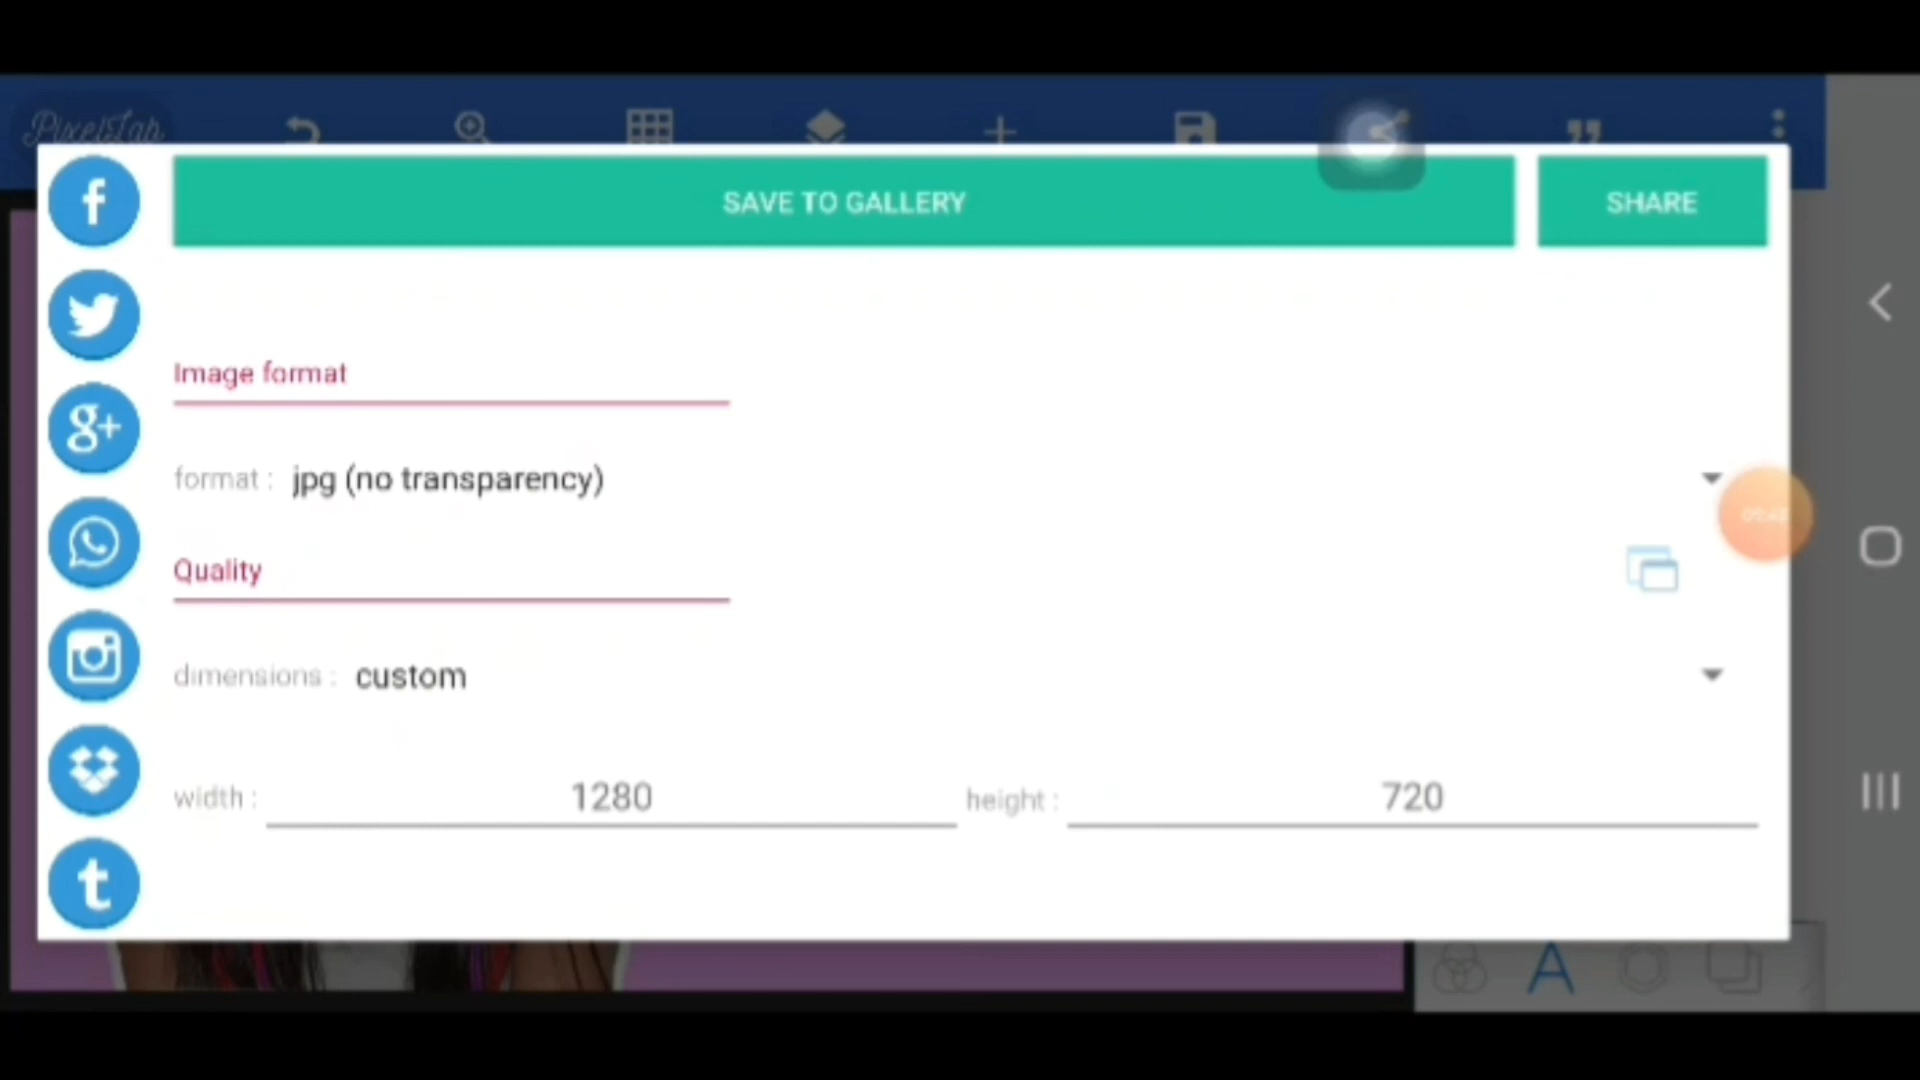 PixelLab
SAVE TO GALLERY
SHARE
Image format
format : jpg (no transparency)
Quality
dimensions : custom
width : 1280 height : 720